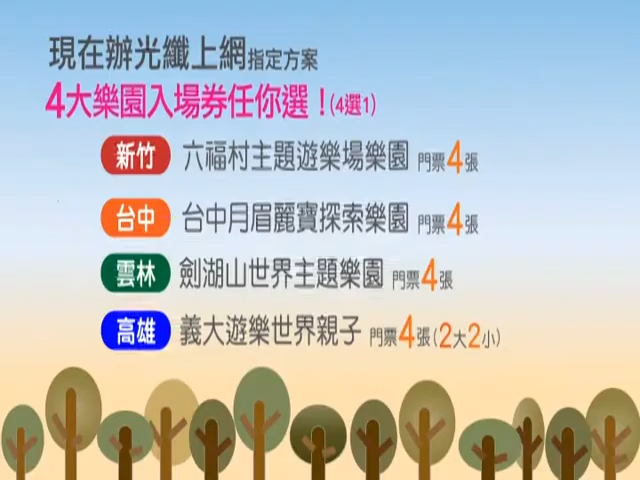 現在辦光纖上網指定方案
4大樂園入場券任你選！(4選1)
新竹 六福村主題遊樂場樂園 門票4張
台中 台中月眉麗寶探索樂園 門票4張
雲林 劍湖山世界主題樂園 門票4張
高雄 義大遊樂世界親子 門票4張(2大2小)